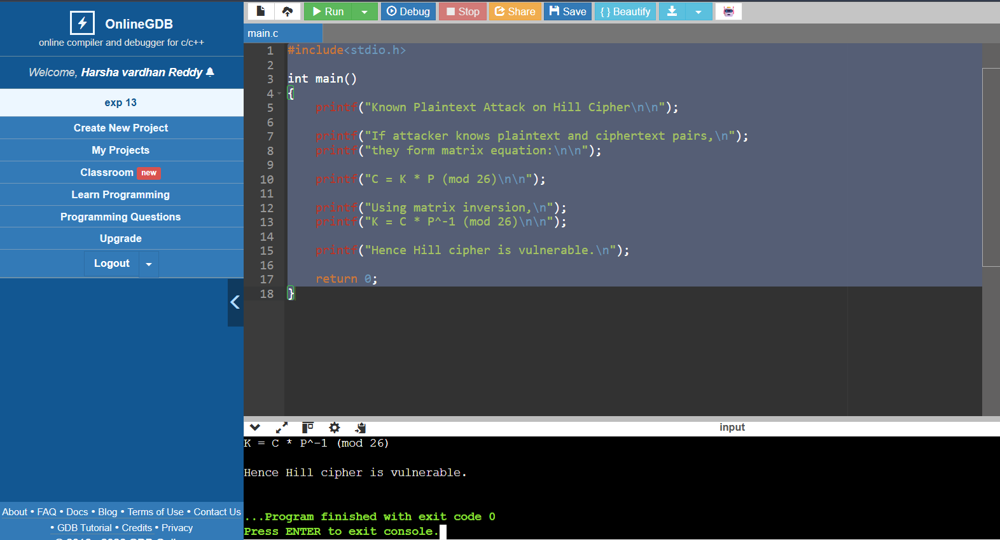 OnlineGDB
online compiler and debugger for c/c++
Welcome, Harsha vardhan Reddy
exp 13
Create New Project
My Projects
Classroom new
Learn Programming
Programming Questions
Upgrade
Logout
About • FAQ • Docs • Blog • Terms of Use • Contact Us
• GDB Tutorial • Credits • Privacy
Run Debug Stop Share Save { } Beautify
main.c
1 #include<stdio.h>
2
3 int main()
4 {
5     printf("Known Plaintext Attack on Hill Cipher\n\n");
6
7     printf("If attacker knows plaintext and ciphertext pairs,\n");
8     printf("they form matrix equation:\n\n");
9
10     printf("C = K * P (mod 26)\n\n");
11
12     printf("Using matrix inversion,\n");
13     printf("K = C * P^-1 (mod 26)\n\n");
14
15     printf("Hence Hill cipher is vulnerable.\n");
16
17     return 0;
18 }
input
K = C * P^-1 (mod 26)
Hence Hill cipher is vulnerable.
...Program finished with exit code 0
Press ENTER to exit console.